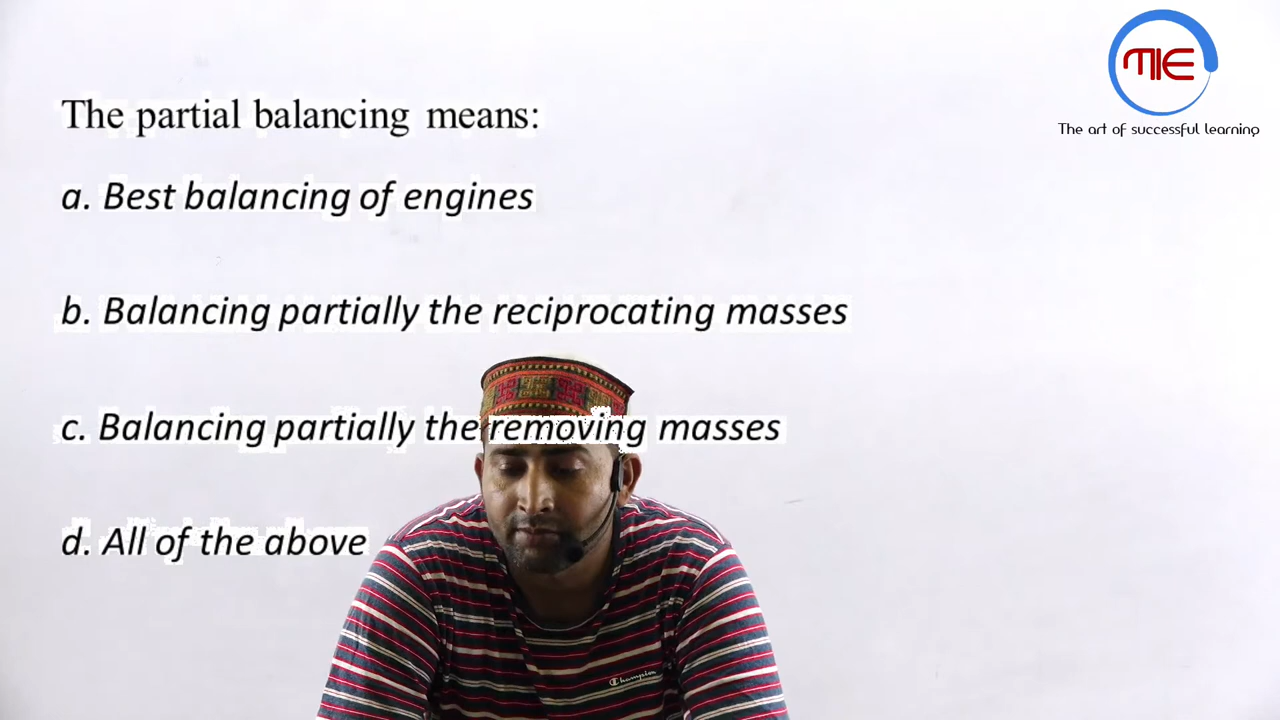 MIE
The art of successful learning
The partial balancing means:
a. Best balancing of engines
b. Balancing partially the reciprocating masses
c. Balancing partially the removing masses
d. All of the above
Champion